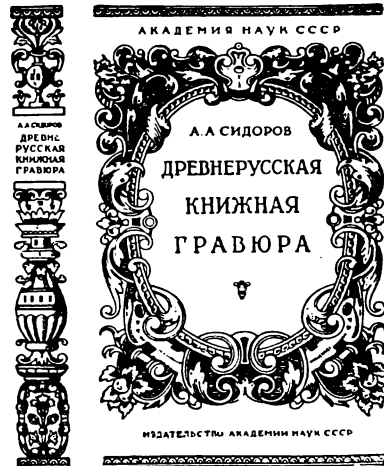 А.А СИДОРОВ
ДРЕВНЕ
РУССКАЯ
КНИЖНАЯ
ГРАВЮРА
АКАДЕМИЯ НАУК СССР
А. А СИДОРОВ
ДРЕВНЕРУССКАЯ
КНИЖНАЯ
ГРАВЮРА
ИЗДАТЕЛЬСТВО АКАДЕМИИ НАУК СССР